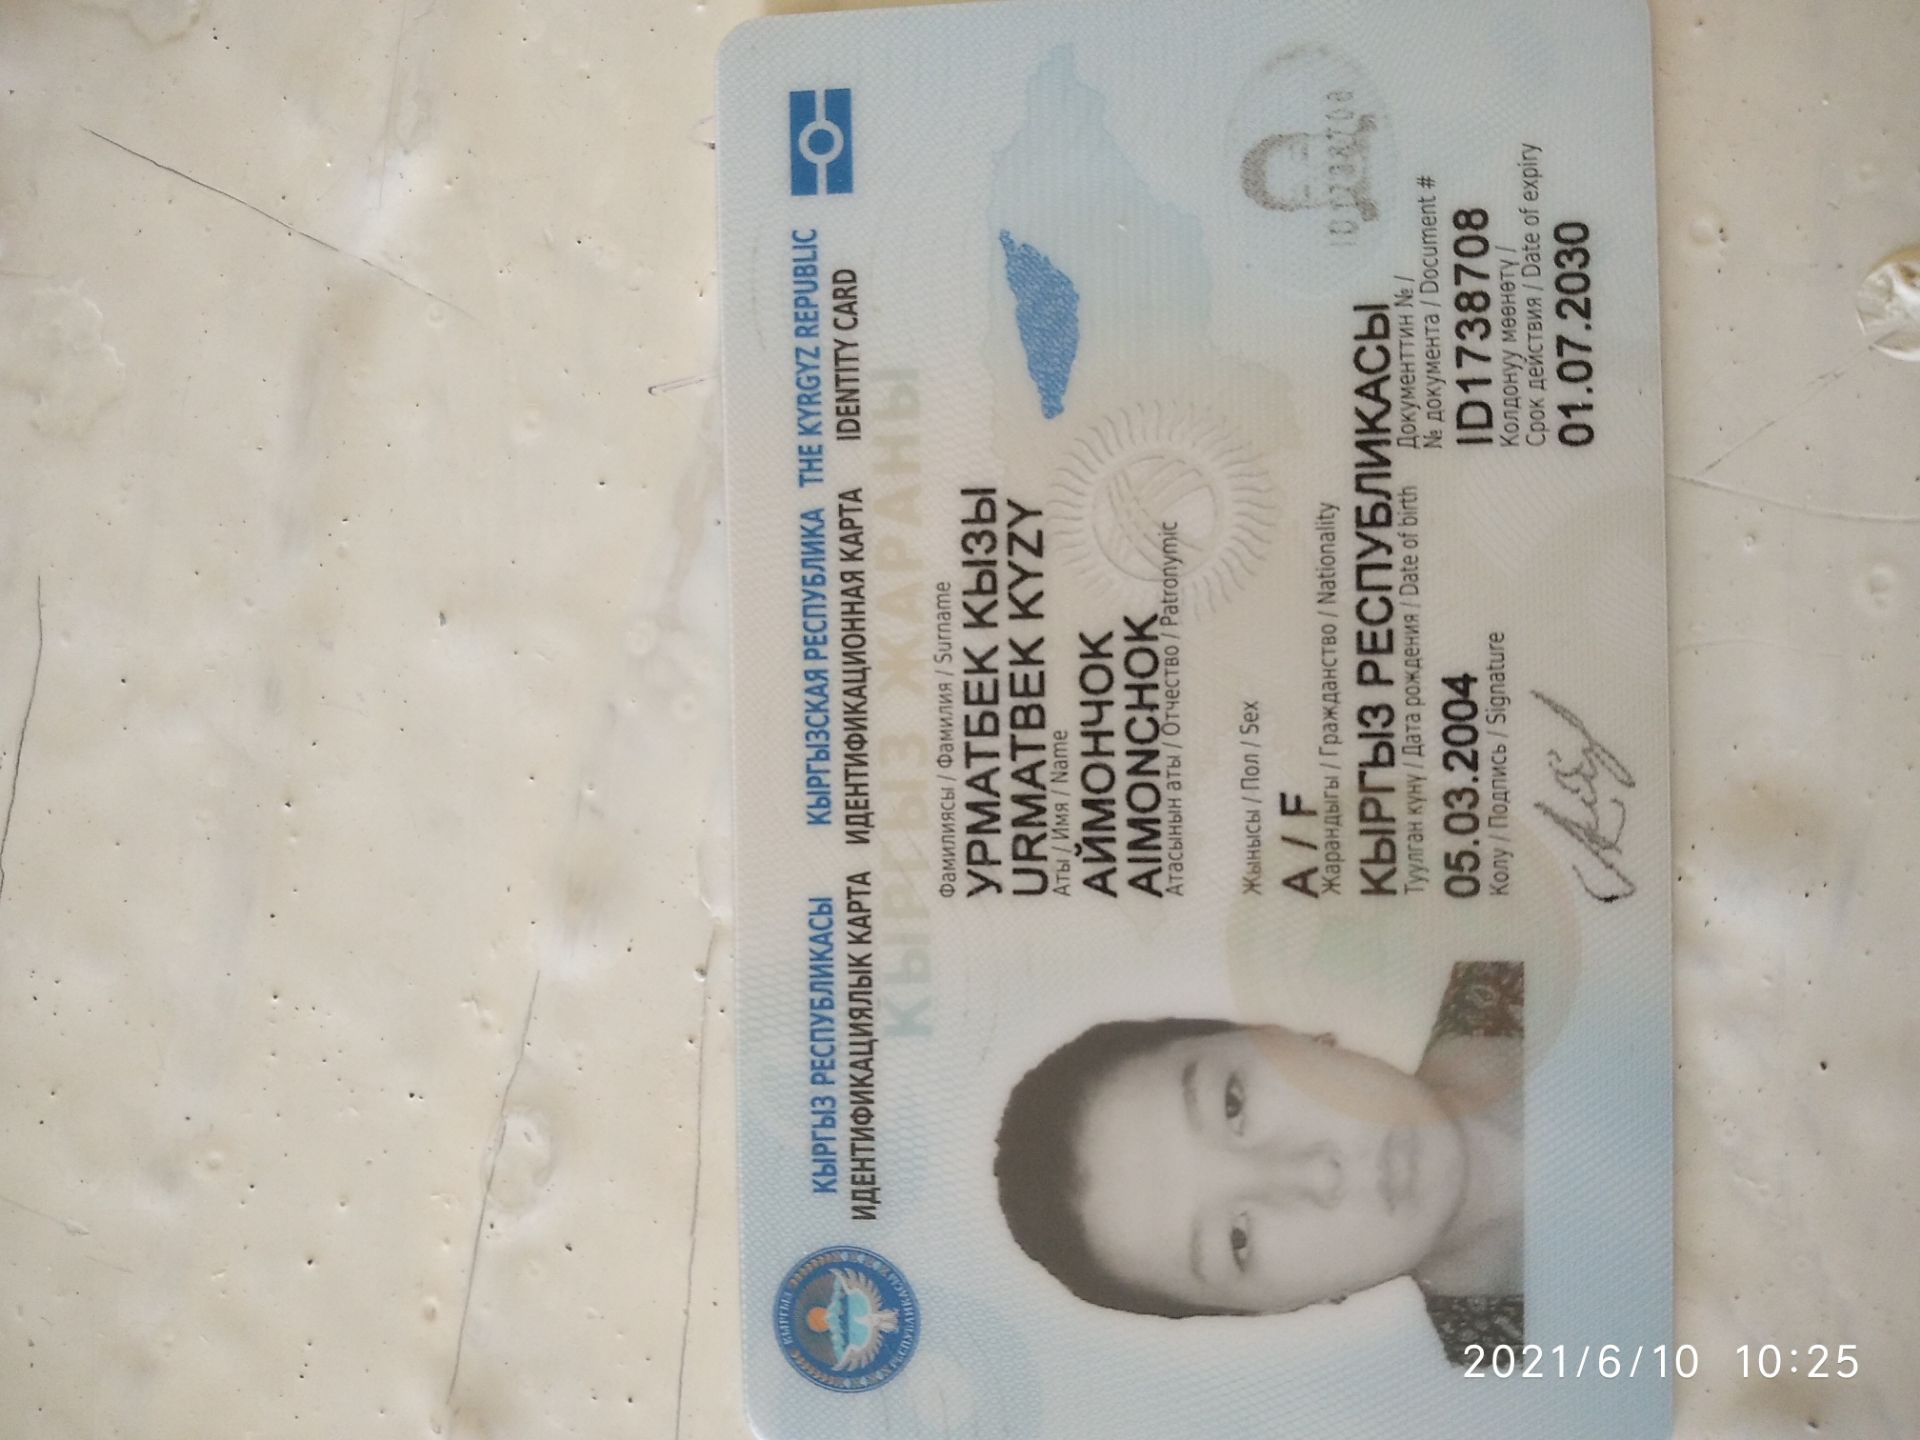 КЫРГЫЗ РЕСПУБЛИКАСЫ КЫРГЫЗСКАЯ РЕСПУБЛИКА THE KYRGYZ REPUBLIC
ИДЕНТИФИКАЦИЯЛЫК КАРТА ИДЕНТИФИКАЦИОННАЯ КАРТА IDENTITY CARD
КЫРГЫЗ ЖАРАНЫ
КЫРГЫЗ РЕСПУБЛИКАСЫ
Фамилиясы / Фамилия / Surname
УРМАТБЕК КЫЗЫ
URMATBEK KYZY
Аты / Имя / Name
АЙМОНЧОК
AIMONCHOK
Атасынын аты / Отчество / Patronymic
Жынысы / Пол / Sex
А / F
Жарандыгы / Гражданство / Nationality
КЫРГЫЗ РЕСПУБЛИКАСЫ
Туулган күнү / Дата рождения / Date of birth
05.03.2004
Документтин № /
№ документа / Document #
ID1738708
Колу / Подпись / Signature
Колдонуу мөөнөтү /
Срок действия / Date of expiry
01.07.2030
2021/6/10 10:25